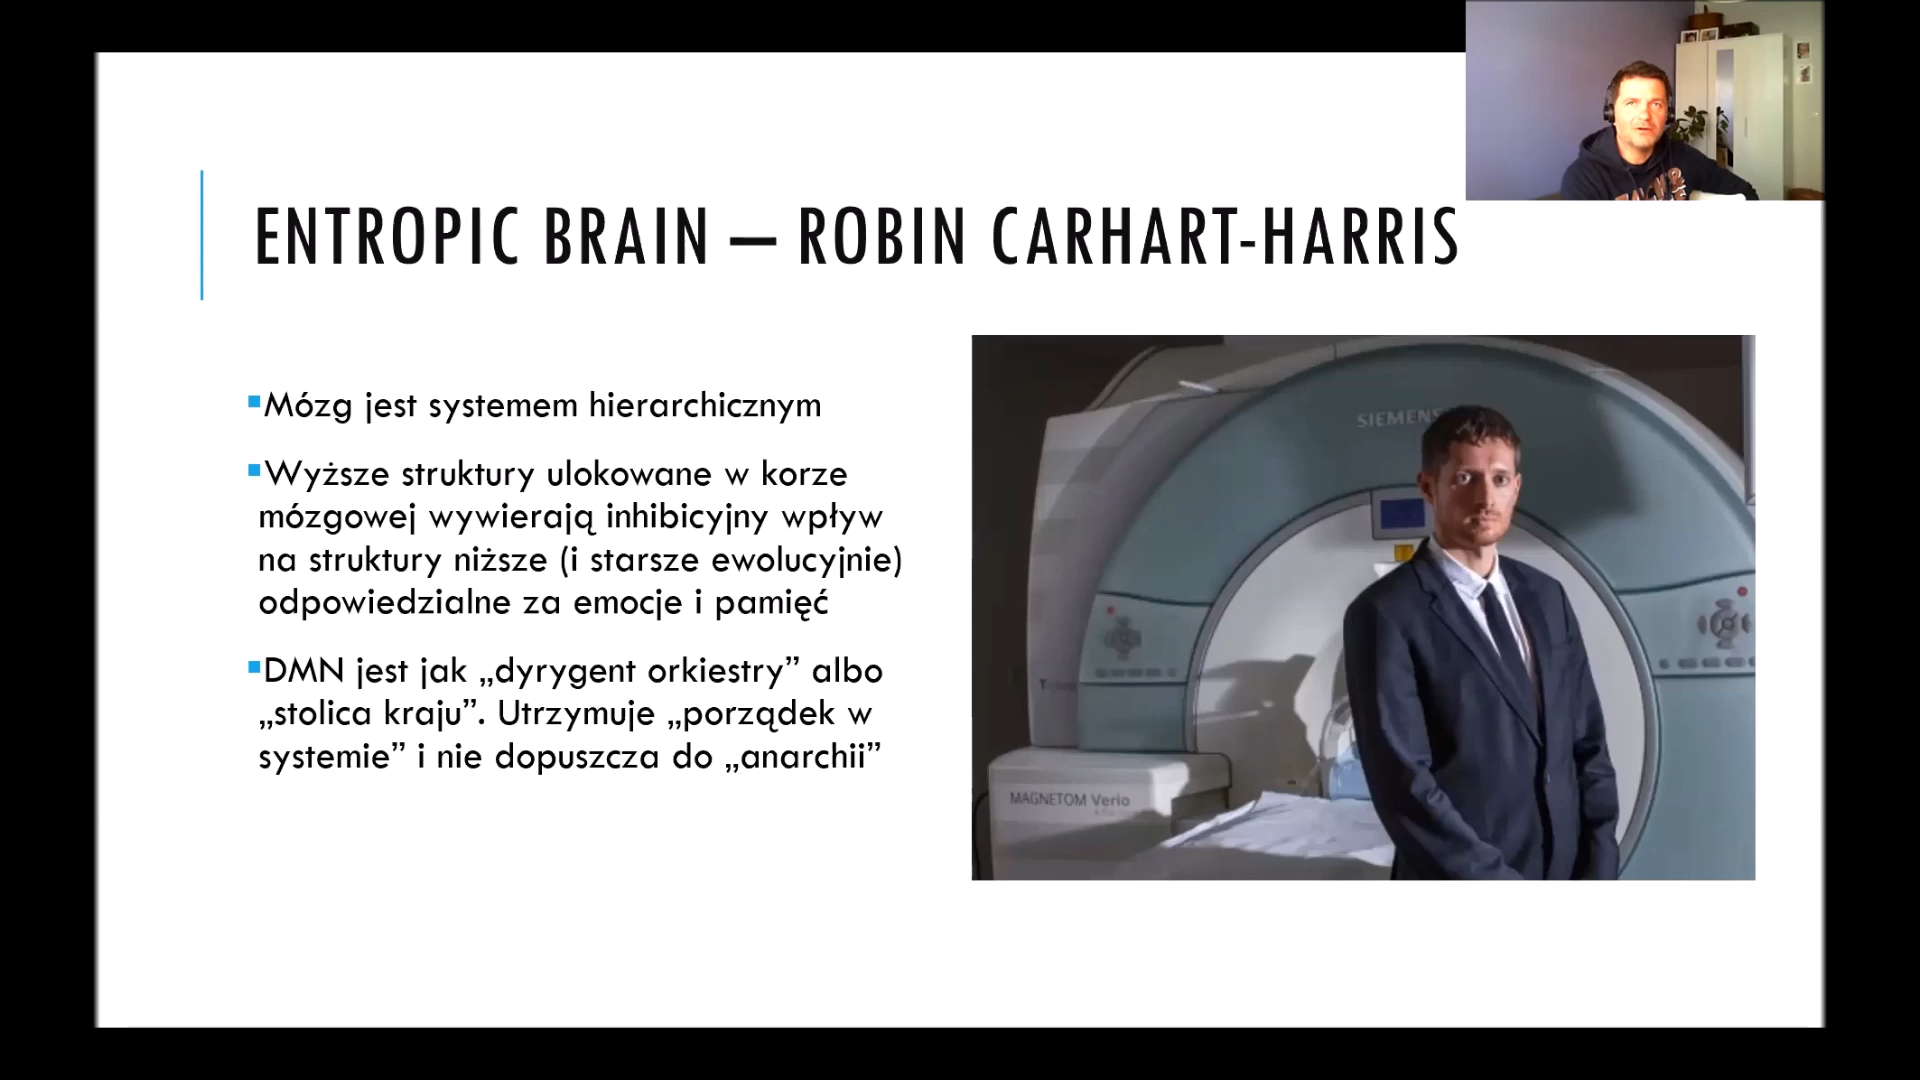 ENTROPIC BRAIN – ROBIN CARHART-HARRIS
▪Mózg jest systemem hierarchicznym
▪Wyższe struktury ulokowane w korze
mózgowej wywierają inhibicyjny wpływ
na struktury niższe (i starsze ewolucyjnie)
odpowiedzialne za emocje i pamięć
▪DMN jest jak „dyrygent orkiestry” albo
„stolica kraju”. Utrzymuje „porządek w
systemie” i nie dopuszcza do „anarchii”
SIEMENS
MAGNETOM Verio